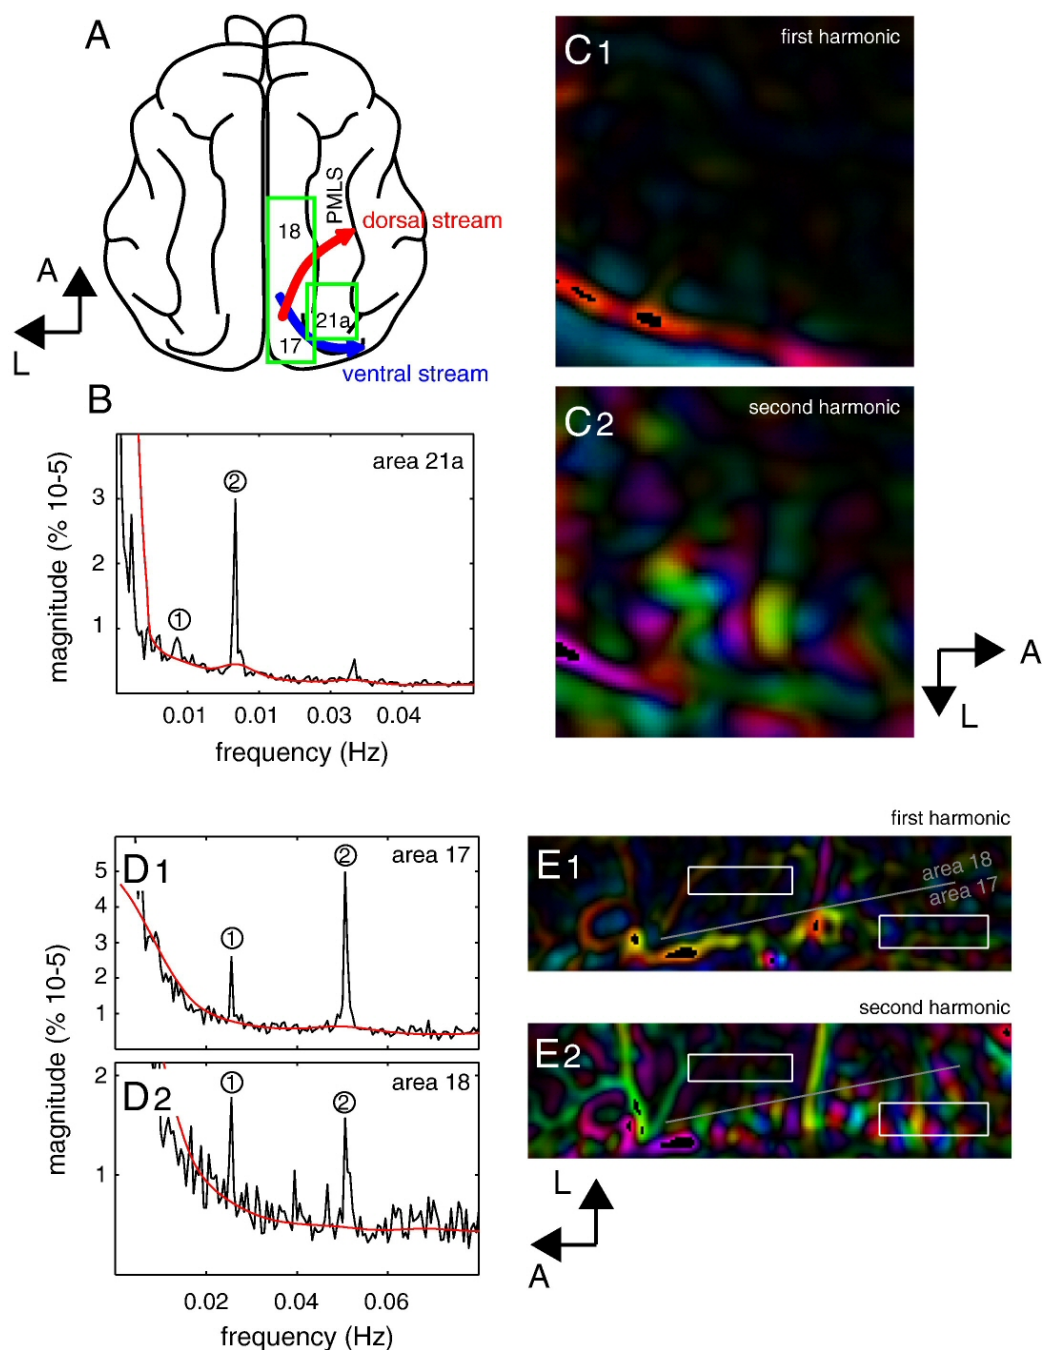 A
PMLS
dorsal stream
18
21a
17
ventral stream
A
L
C1
first harmonic
C2
second harmonic
A
L
B
area 21a
3
2
1
1
2
magnitude (% 10-5)
0.01 0.01 0.03 0.04
frequency (Hz)
D1
area 17
5
4
3
2
1
1
2
D2
area 18
2
1
1
2
magnitude (% 10-5)
0.02 0.04 0.06
frequency (Hz)
first harmonic
E1
area 18
area 17
second harmonic
E2
L
A